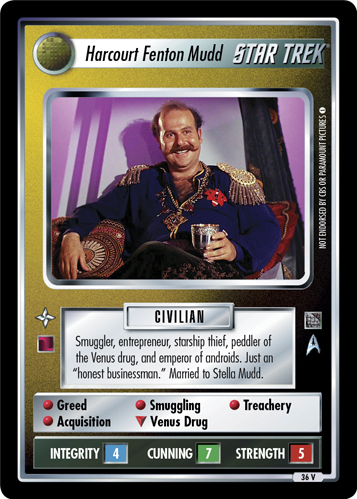 Harcourt Fenton Mudd STAR TREK
NOT ENDORSED BY CBS OR PARAMOUNT PICTURES
CIVILIAN
Smuggler, entrepreneur, starship thief, peddler of
the Venus drug, and emperor of androids. Just an
"honest businessman." Married to Stella Mudd.
Greed Smuggling Treachery
Acquisition Venus Drug
INTEGRITY 4 CUNNING 7 STRENGTH 5
36 V